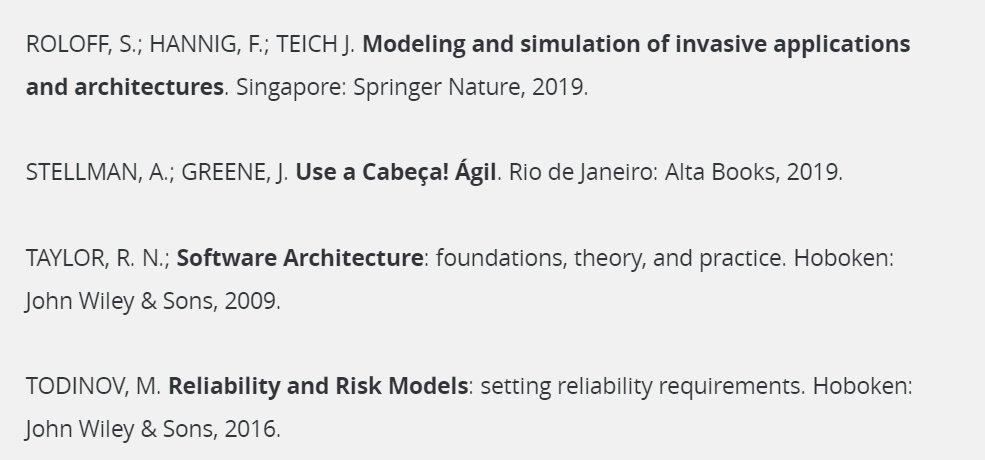 ROLOFF, S.; HANNIG, F.; TEICH J. Modeling and simulation of invasive applications
and architectures. Singapore: Springer Nature, 2019.
STELLMAN, A.; GREENE, J. Use a Cabeça! Ágil. Rio de Janeiro: Alta Books, 2019.
TAYLOR, R. N.; Software Architecture: foundations, theory, and practice. Hoboken:
John Wiley & Sons, 2009.
TODINOV, M. Reliability and Risk Models: setting reliability requirements. Hoboken:
John Wiley & Sons, 2016.